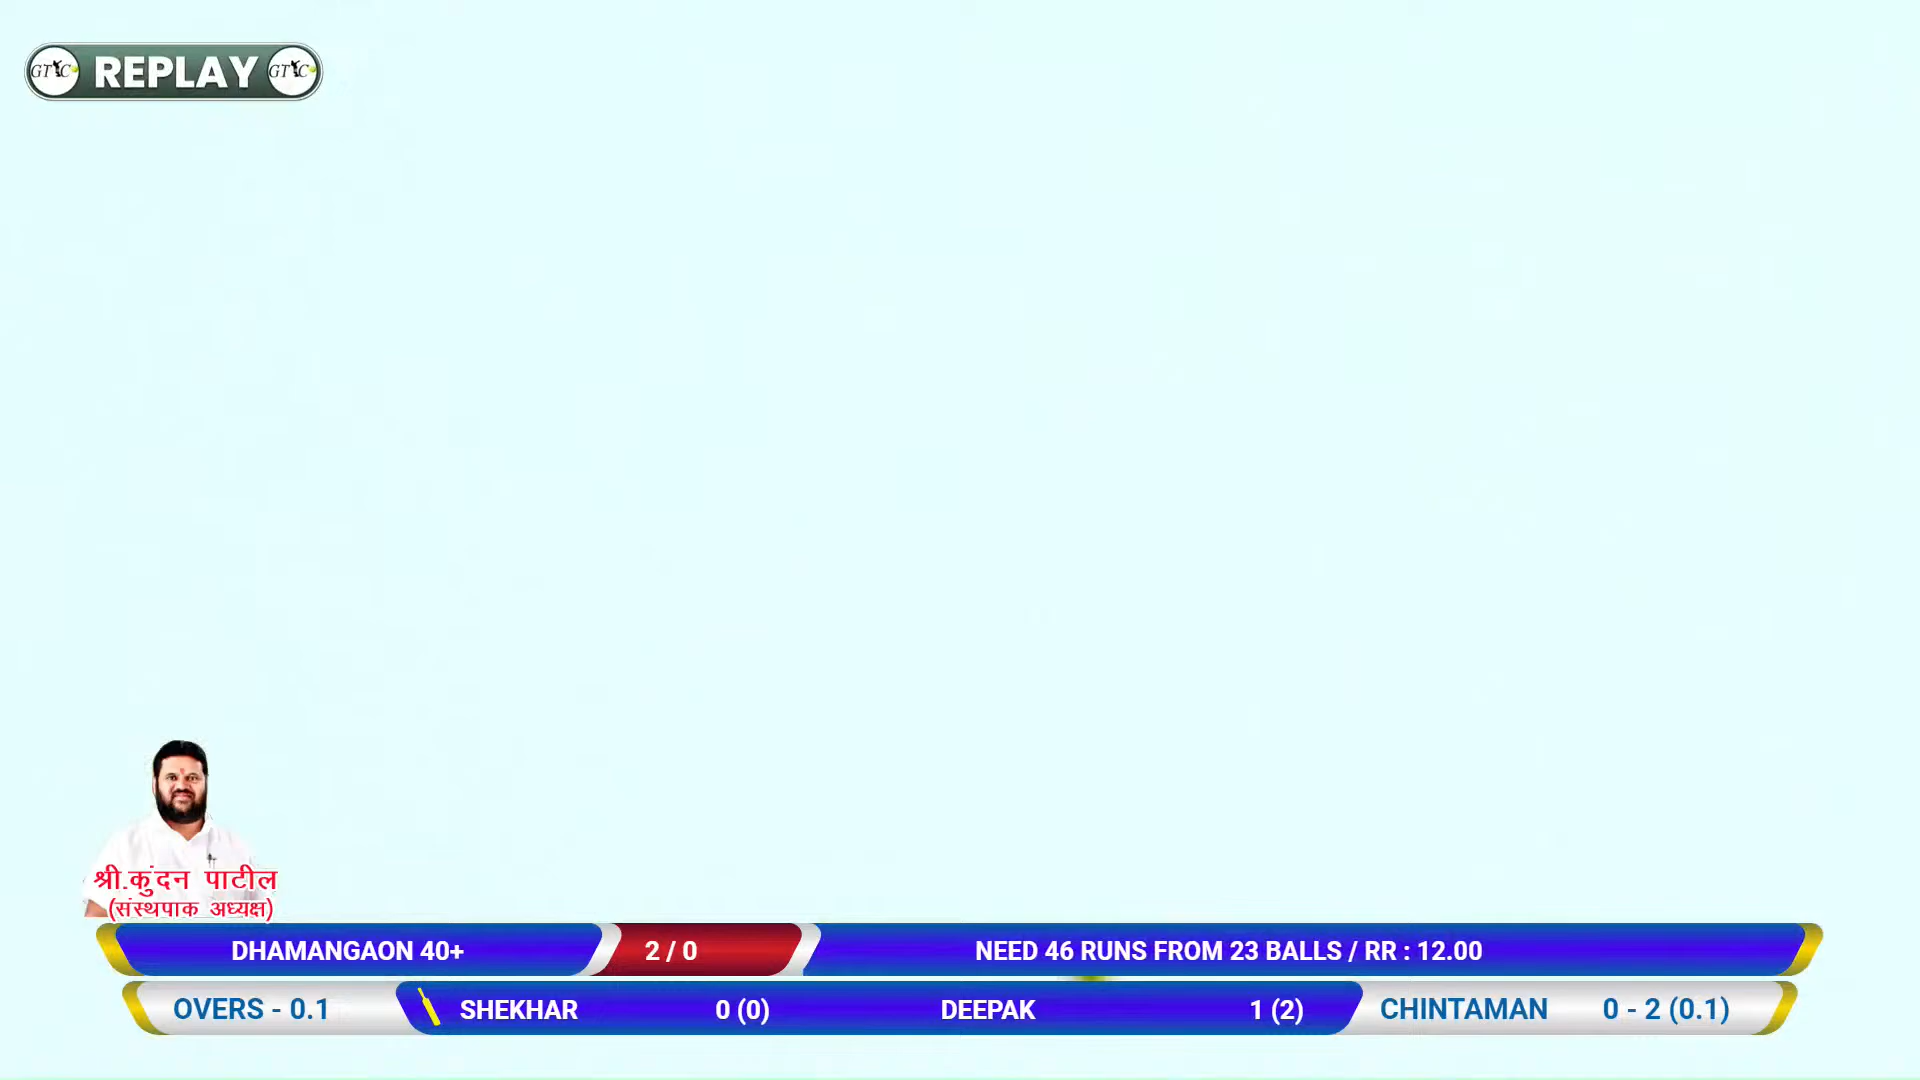 GTC REPLAY GTC
श्री.कुंदन पाटील
(संस्थपाक अध्यक्ष)
DHAMANGAON 40+ 2 / 0 NEED 46 RUNS FROM 23 BALLS / RR : 12.00
OVERS - 0.1 SHEKHAR 0 (0) DEEPAK 1 (2) CHINTAMAN 0 - 2 (0.1)